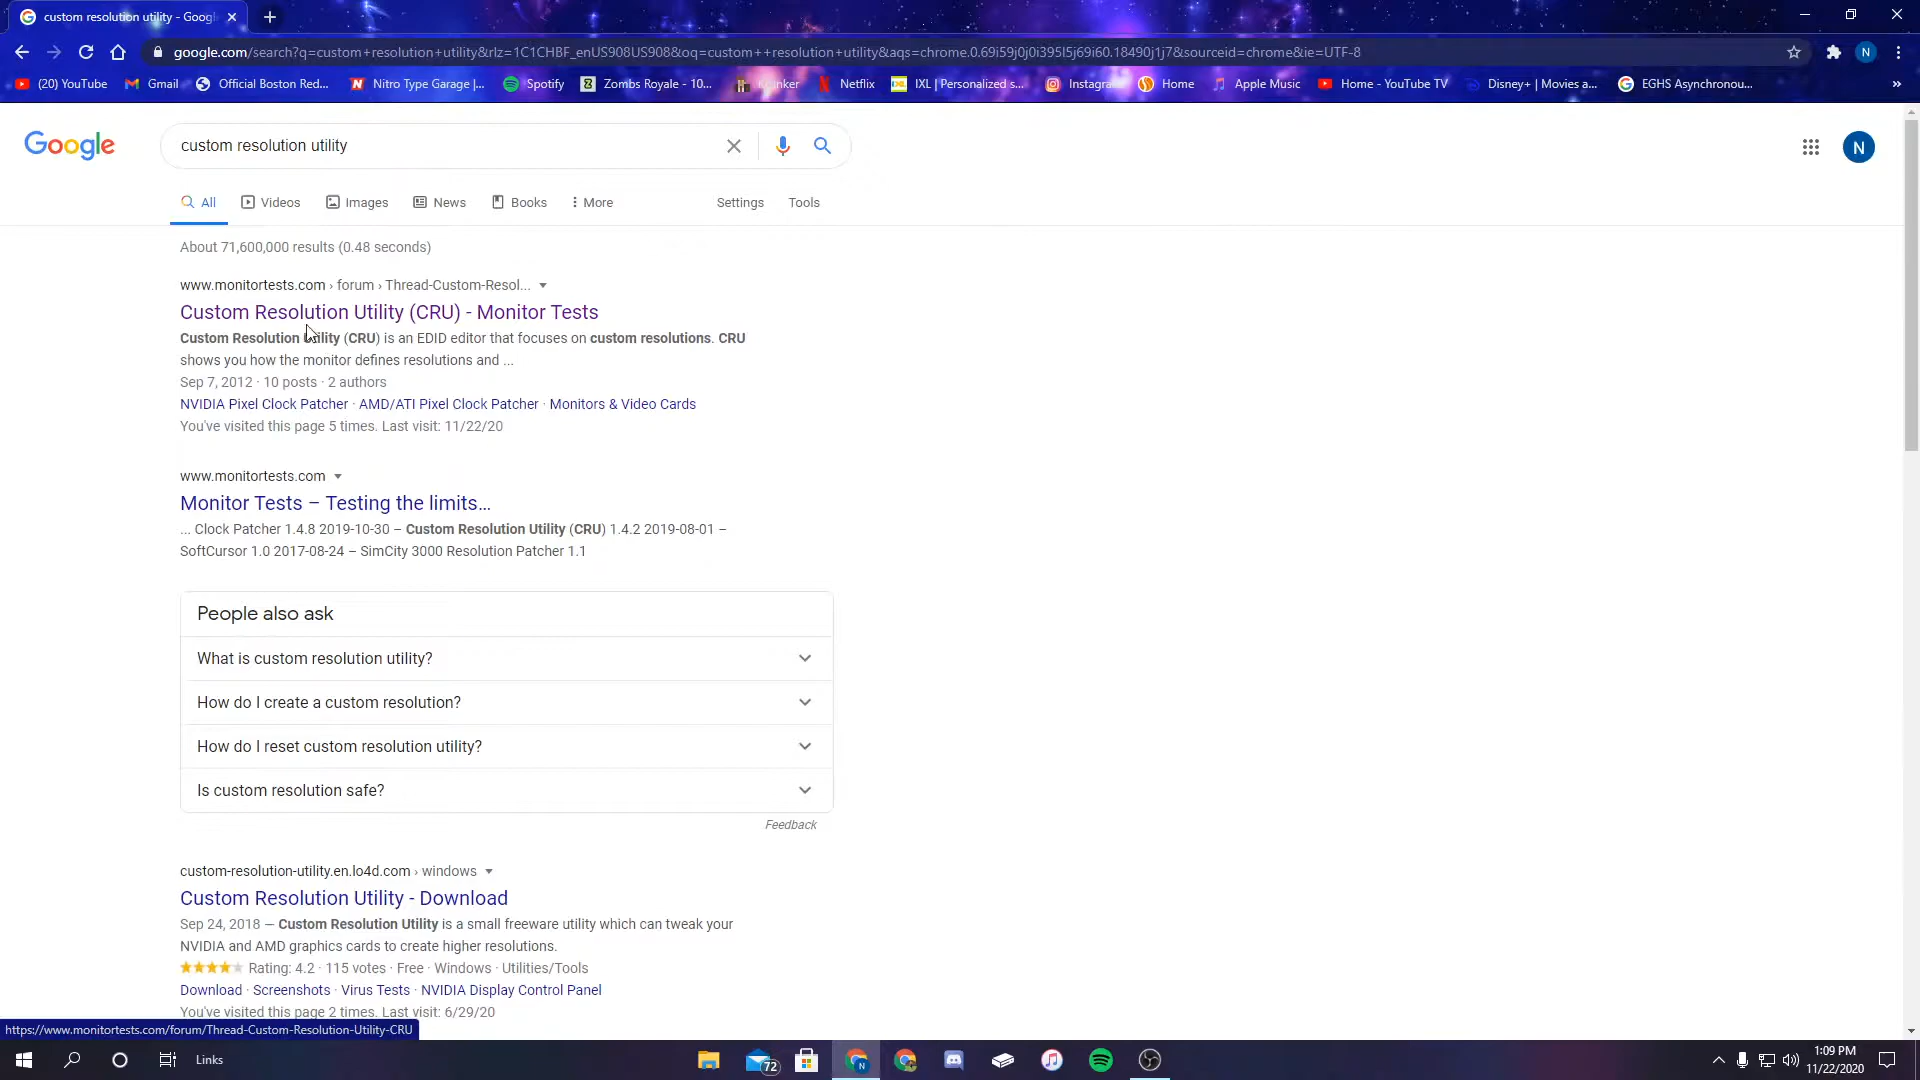 custom resolution utility - Googl
google.com/search?q=custom+resolution+utility&rlz=1C1CHBF_enUS908US908&oq=custom++resolution+utility&aqs=chrome.0.69i59j0j0i395l5j69i60.18490j1j7&sourceid=chrome&ie=UTF-8
N
(20) YouTube
Gmail
Official Boston Red...
Nitro Type Garage |...
Spotify
Zombs Royale - 10...
Netflix
IXL | Personalized s...
Instagram
Home
Apple Music
Home - YouTube TV
Disney+ | Movies a...
EGHS Asynchronou...
»
Google
custom resolution utility
N
All
Videos
Images
News
Books
More
Settings
Tools
About 71,600,000 results (0.48 seconds)
www.monitortests.com › forum › Thread-Custom-Resol...
Custom Resolution Utility (CRU) - Monitor Tests
Custom Resolution Utility (CRU) is an EDID editor that focuses on custom resolutions. CRU
shows you how the monitor defines resolutions and ...
Sep 7, 2012 · 10 posts · 2 authors
NVIDIA Pixel Clock Patcher · AMD/ATI Pixel Clock Patcher · Monitors & Video Cards
You've visited this page 5 times. Last visit: 11/22/20
www.monitortests.com
Monitor Tests – Testing the limits...
... Clock Patcher 1.4.8 2019-10-30 – Custom Resolution Utility (CRU) 1.4.2 2019-08-01 –
SoftCursor 1.0 2017-08-24 – SimCity 3000 Resolution Patcher 1.1
People also ask
What is custom resolution utility?
How do I create a custom resolution?
How do I reset custom resolution utility?
Is custom resolution safe?
Feedback
custom-resolution-utility.en.lo4d.com › windows
Custom Resolution Utility - Download
Sep 24, 2018 — Custom Resolution Utility is a small freeware utility which can tweak your
NVIDIA and AMD graphics cards to create higher resolutions.
Rating: 4.2 · 115 votes · Free · Windows · Utilities/Tools
Download · Screenshots · Virus Tests · NVIDIA Display Control Panel
You've visited this page 2 times. Last visit: 6/29/20
https://www.monitortests.com/forum/Thread-Custom-Resolution-Utility-CRU
Links
72
N
1:09 PM
11/22/2020